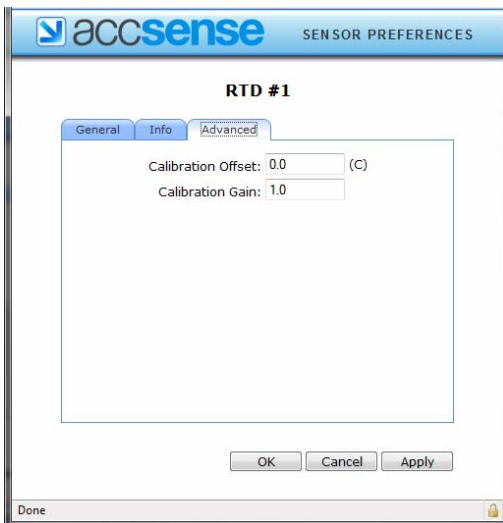 accsense SENSOR PREFERENCES
RTD #1
General Info Advanced
Calibration Offset: 0.0 (C)
Calibration Gain: 1.0
OK Cancel Apply
Done